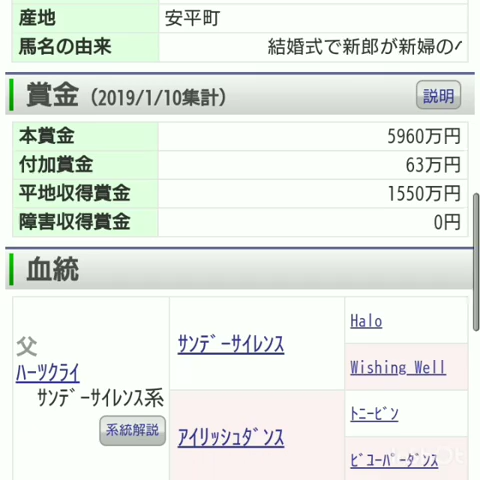 産地 安平町
馬名の由来 結婚式で新郎が新婦の
賞金 (2019/1/10集計) 説明
本賞金 5960万円
付加賞金 63万円
平地収得賞金 1550万円
障害収得賞金 0円
血統
父
ハーツクライ
サンデーサイレンス系
系統解説
サンデーサイレンス
アイリッシュダンス
Halo
Wishing Well
トニービン
ビューパーダンス